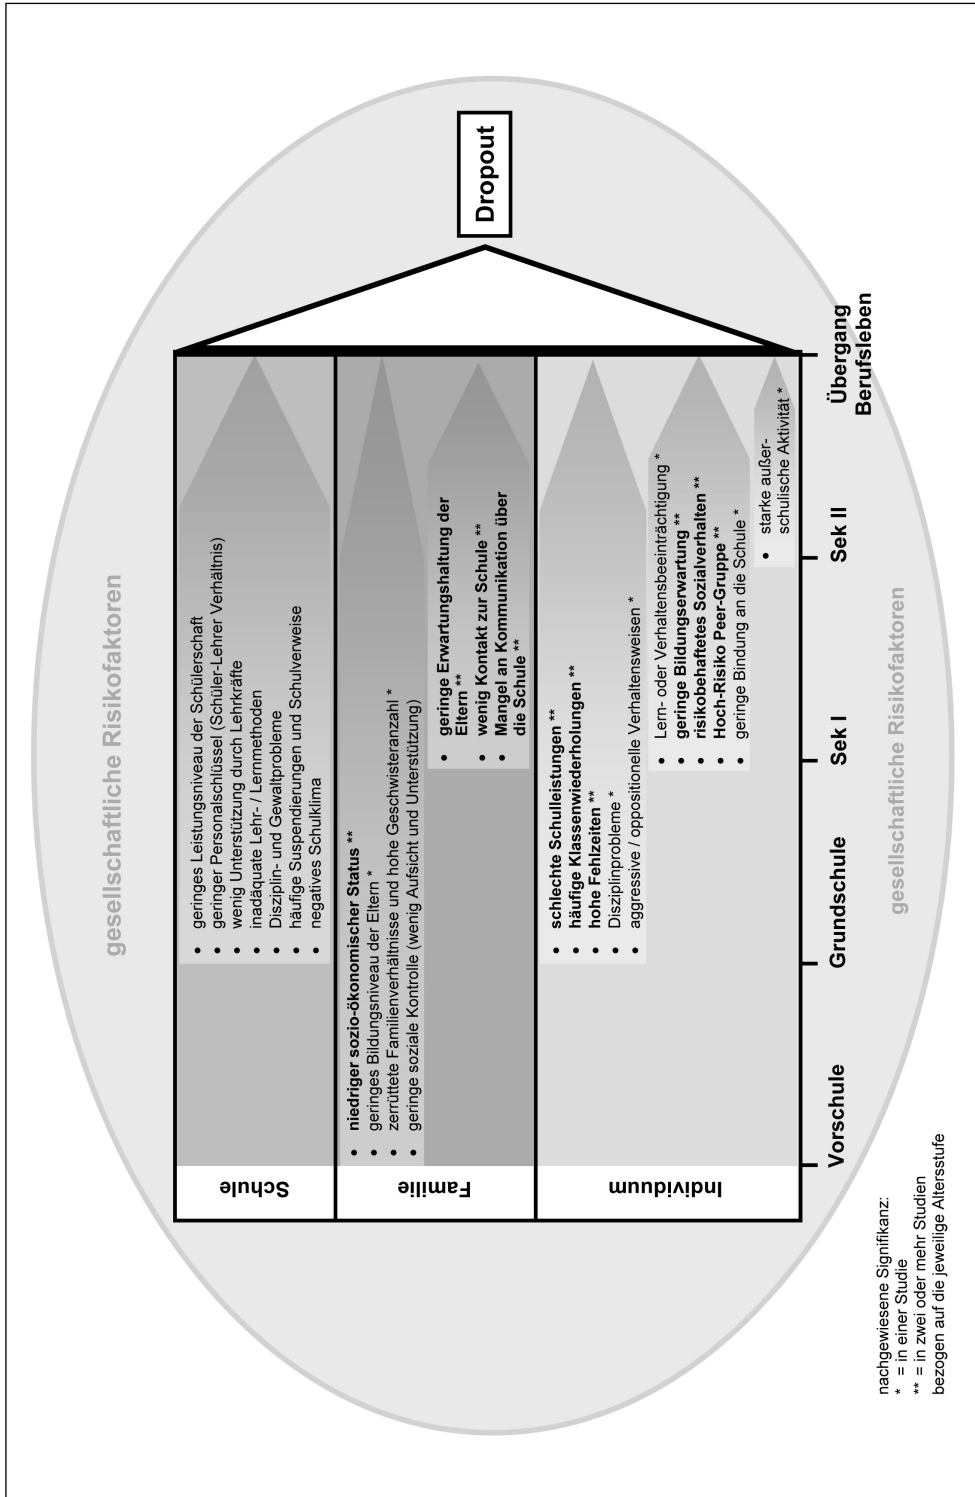 gesellschaftliche Risikofaktoren
Schule
• geringes Leistungsniveau der Schülerschaft
• geringer Personalschlüssel (Schüler-Lehrer Verhältnis)
• wenig Unterstützung durch Lehrkräfte
• inadäquate Lehr- / Lernmethoden
• Disziplin- und Gewaltprobleme
• häufige Suspendierungen und Schulverweise
• negatives Schulklima
Familie
• niedriger sozio-ökonomischer Status **
• geringes Bildungsniveau der Eltern *
• zerrüttete Familienverhältnisse und hohe Geschwisteranzahl *
• geringe soziale Kontrolle (wenig Aufsicht und Unterstützung)
• geringe Erwartungshaltung der
Eltern **
• wenig Kontakt zur Schule **
• Mangel an Kommunikation über
die Schule **
Individuum
• schlechte Schulleistungen **
• häufige Klassenwiederholungen **
• hohe Fehlzeiten **
• Disziplinprobleme *
• aggressive / oppositionelle Verhaltensweisen *
• Lern- oder Verhaltensbeeinträchtigung *
• geringe Bildungserwartung **
• risikobehaftetes Sozialverhalten **
• Hoch-Risiko Peer-Gruppe **
• geringe Bindung an die Schule *
• starke außer-
schulische Aktivität *
Dropout
Vorschule
Grundschule
Sek I
Sek II
Übergang
Berufsleben
gesellschaftliche Risikofaktoren
nachgewiesene Signifikanz:
* = in einer Studie
** = in zwei oder mehr Studien
bezogen auf die jeweilige Altersstufe